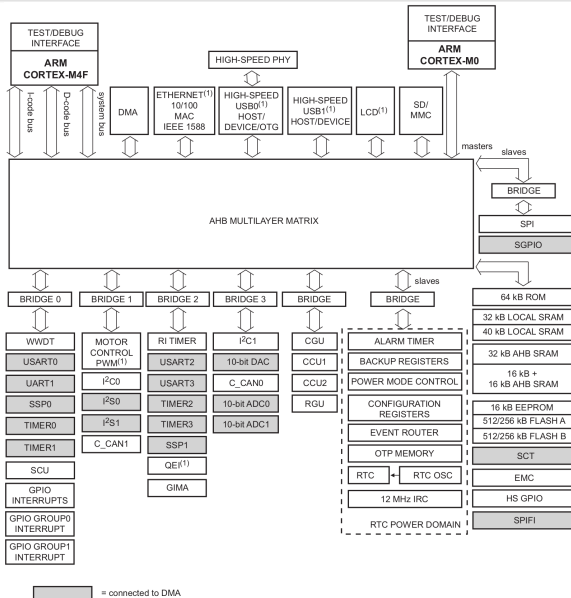 TEST/DEBUG
INTERFACE
ARM
CORTEX-M4F
TEST/DEBUG
INTERFACE
ARM
CORTEX-M0
HIGH-SPEED PHY
I-code bus
D-code bus
system bus
DMA
ETHERNET(1)
10/100
MAC
IEEE 1588
HIGH-SPEED
USB0(1)
HOST/
DEVICE/OTG
HIGH-SPEED
USB1(1)
HOST/DEVICE
LCD(1)
SD/
MMC
masters
slaves
BRIDGE
SPI
SGPIO
AHB MULTILAYER MATRIX
slaves
BRIDGE 0
BRIDGE 1
BRIDGE 2
BRIDGE 3
BRIDGE
BRIDGE
WWDT
USART0
UART1
SSP0
TIMER0
TIMER1
SCU
GPIO
INTERRUPTS
GPIO GROUP0
INTERRUPT
GPIO GROUP1
INTERRUPT
MOTOR
CONTROL
PWM(1)
I2C0
I2S0
I2S1
C_CAN1
RI TIMER
USART2
USART3
TIMER2
TIMER3
SSP1
QEI(1)
GIMA
I2C1
10-bit DAC
C_CAN0
10-bit ADC0
10-bit ADC1
CGU
CCU1
CCU2
RGU
ALARM TIMER
BACKUP REGISTERS
POWER MODE CONTROL
CONFIGURATION
REGISTERS
EVENT ROUTER
OTP MEMORY
RTC
RTC OSC
12 MHz IRC
RTC POWER DOMAIN
64 kB ROM
32 kB LOCAL SRAM
40 kB LOCAL SRAM
32 kB AHB SRAM
16 kB +
16 kB AHB SRAM
16 kB EEPROM
512/256 kB FLASH A
512/256 kB FLASH B
SCT
EMC
HS GPIO
SPIFI
= connected to DMA